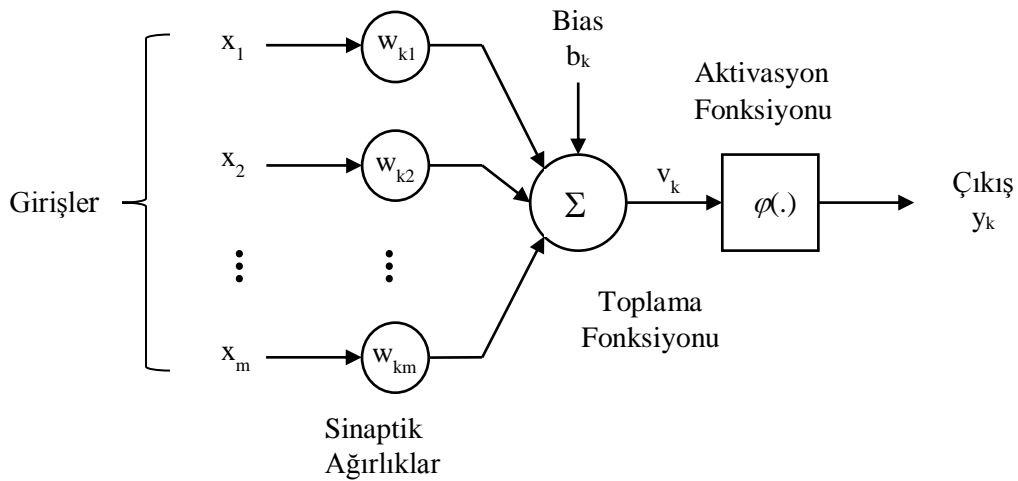 Girişler
x1
x2
xm
wk1
wk2
wkm
Sinaptik
Ağırlıklar
Bias
bk
Σ
Toplama
Fonksiyonu
vk
Aktivasyon
Fonksiyonu
φ(.)
Çıkış
yk